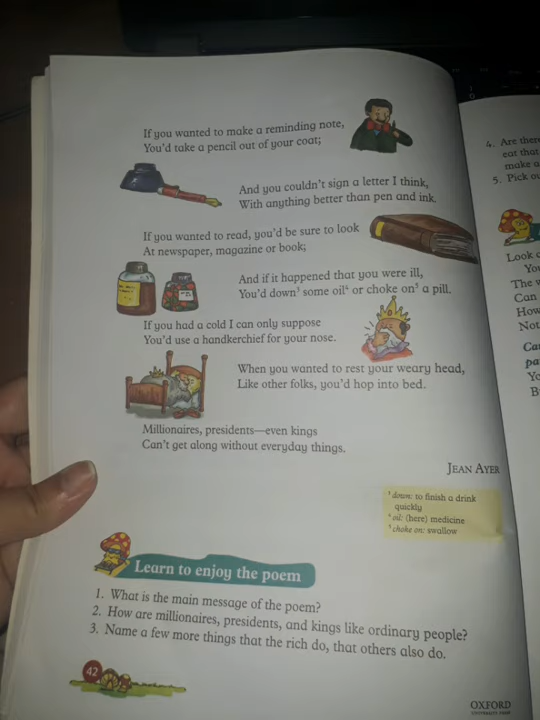 If you wanted to make a reminding note,
You'd take a pencil out of your coat;
And you couldn't sign a letter I think,
With anything better than pen and ink.
If you wanted to read, you'd be sure to look
At newspaper, magazine or book;
And if it happened that you were ill,
You'd down³ some oil⁴ or choke on⁵ a pill.
If you had a cold I can only suppose
You'd use a handkerchief for your nose.
When you wanted to rest your weary head,
Like other folks, you'd hop into bed.
Millionaires, presidents—even kings
Can't get along without everyday things.
JEAN AYER
³ down: to finish a drink
quickly
⁴ oil: (here) medicine
⁵ choke on: swallow
Learn to enjoy the poem
1. What is the main message of the poem?
2. How are millionaires, presidents, and kings like ordinary people?
3. Name a few more things that the rich do, that others also do.
42
OXFORD
UNIVERSITY PRESS
4. Are there
eat that
make a
5. Pick
Look
The
Can
How